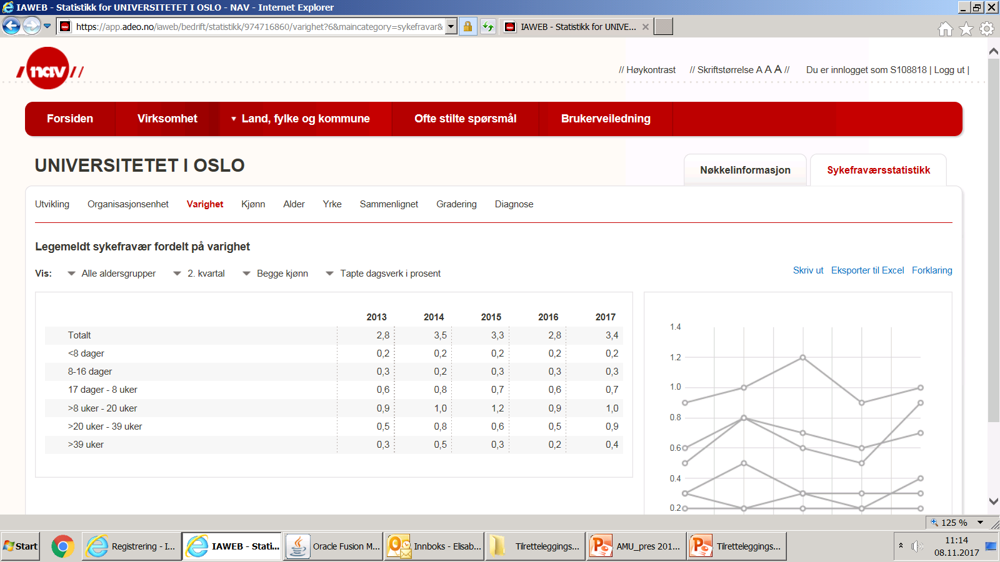 IAWEB - Statistikk for UNIVERSITETET I OSLO - NAV - Internet Explorer
https://app.adeo.no/iaweb/bedrift/statistikk/974716860/varighet?6&maincategory=sykefravar&
IAWEB - Statistikk for UNIVE...
nav
// Høykontrast // Skriftstørrelse A A A // Du er innlogget som S108818 | Logg ut |
Forsiden Virksomhet Land, fylke og kommune Ofte stilte spørsmål Brukerveiledning
UNIVERSITETET I OSLO
Nøkkelinformasjon Sykefraværsstatistikk
Utvikling Organisasjonsenhet Varighet Kjønn Alder Yrke Sammenlignet Gradering Diagnose
Legemeldt sykefravær fordelt på varighet
Vis: Alle aldersgrupper 2. kvartal Begge kjønn Tapte dagsverk i prosent
Skriv ut Eksporter til Excel Forklaring
2013 2014 2015 2016 2017
Totalt 2,8 3,5 3,3 2,8 3,4
<8 dager 0,2 0,2 0,2 0,2 0,2
8-16 dager 0,3 0,2 0,3 0,3 0,3
17 dager - 8 uker 0,6 0,8 0,7 0,6 0,7
>8 uker - 20 uker 0,9 1,0 1,2 0,9 1,0
>20 uker - 39 uker 0,5 0,8 0,6 0,5 0,9
>39 uker 0,3 0,5 0,3 0,2 0,4
1.4
1.2
1.0
0.8
0.6
0.4
0.2
125 %
Start
Registrering - I...
IAWEB - Stati...
Oracle Fusion M...
Innboks - Elisab...
Tilretteleggings...
AMU_pres 201...
Tilretteleggings...
11:14
08.11.2017